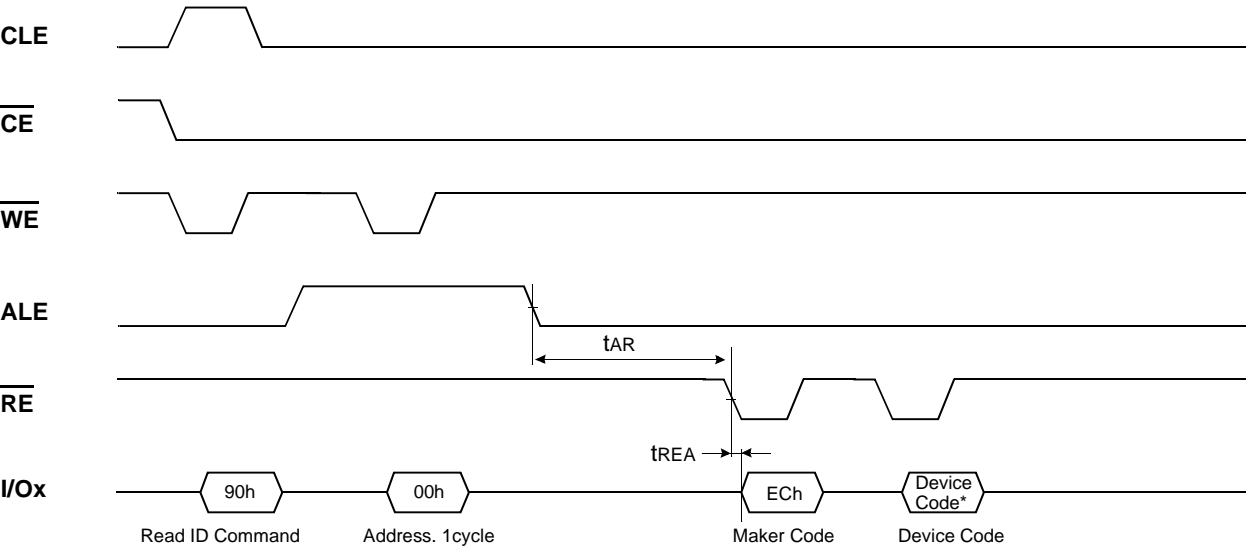 CLE
CE
WE
ALE
tAR
RE
tREA
I/Ox
90h
00h
ECh
Device
Code*
Read ID Command
Address. 1cycle
Maker Code
Device Code